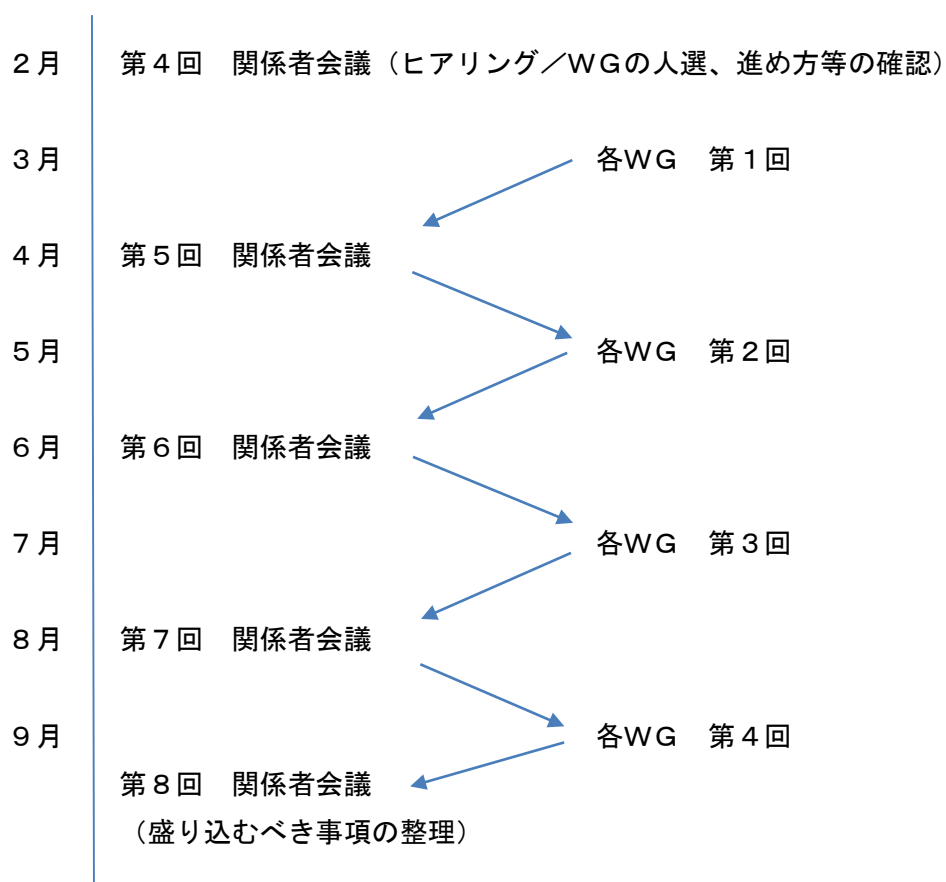 ２月 第４回　関係者会議（ヒアリング／ＷＧの人選、進め方等の確認）
３月 各ＷＧ　第１回
４月 第５回　関係者会議
５月 各ＷＧ　第２回
６月 第６回　関係者会議
７月 各ＷＧ　第３回
８月 第７回　関係者会議
９月 各ＷＧ　第４回
第８回　関係者会議
（盛り込むべき事項の整理）